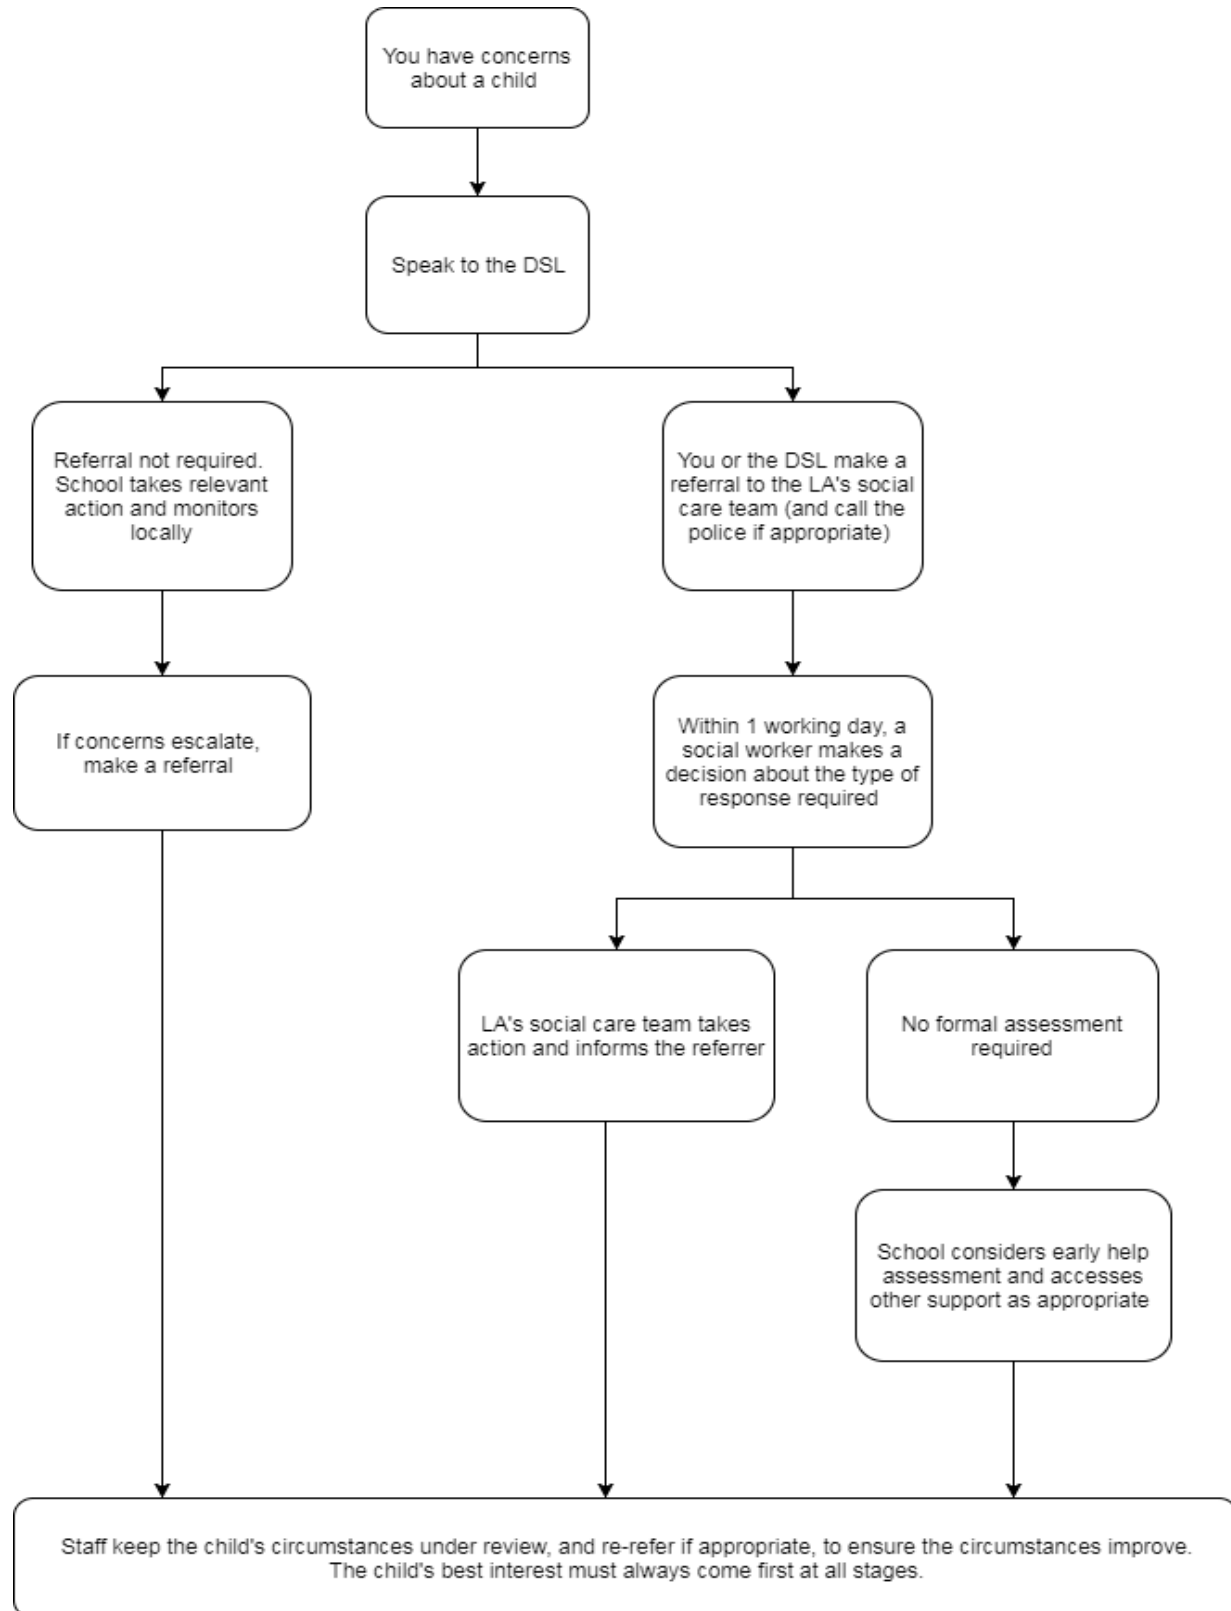 You have concerns
about a child
Speak to the DSL
Referral not required.
School takes relevant
action and monitors
locally
You or the DSL make a
referral to the LA's social
care team (and call the
police if appropriate)
If concerns escalate,
make a referral
Within 1 working day, a
social worker makes a
decision about the type of
response required
LA's social care team takes
action and informs the referrer
No formal assessment
required
School considers early help
assessment and accesses
other support as appropriate
Staff keep the child's circumstances under review, and re-refer if appropriate, to ensure the circumstances improve.
The child's best interest must always come first at all stages.